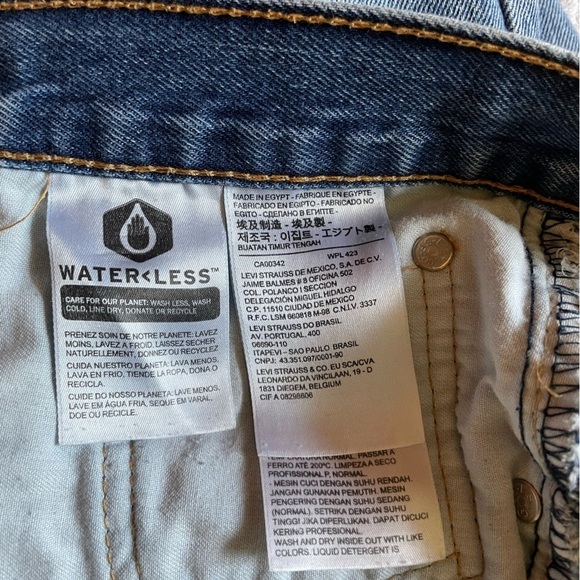 WATER<LESS™
CARE FOR OUR PLANET: WASH LESS, WASH
COLD, LINE DRY, DONATE OR RECYCLE
PRENEZ SOIN DE NOTRE PLANETE: LAVEZ
MOINS, LAVEZ A FROID, LAISSEZ SECHER
NATURELLEMENT, DONNEZ OU RECYCLEZ
CUIDA NUESTRO PLANETA: LAVA MENOS,
LAVA EN FRIO, TIENDE LA ROPA, DONA O
RECICLA.
CUIDE DO NOSSO PLANETA: LAVE MENOS,
LAVE EM ÁGUA FRIA, SEQUE EM VARAL,
DOE OU RECICLE.
MADE IN EGYPT - FABRIQUE EN EGYPTE -
FABRICADO EN EGIPTO - FABRICADO NO
EGITO - СДЕЛАНО В ЕГИПТЕ -
埃及制造 - 埃及製 -
제조국 : 이집트 - エジプト製 -
BUATAN TIMUR TENGAH
CA00342 WPL 423
LEVI STRAUSS DE MEXICO, S.A. DE C.V.
JAIME BALMES # 8 OFICINA 502
COL. POLANCO I SECCION
DELEGACIÓN MIGUEL HIDALGO
C.P. 11510 CIUDAD DE MEXICO
R.F.C. LSM 660818 M-98 C.N.I.V. 3337
LEVI STRAUSS DO BRASIL
AV. PORTUGAL, 400
06690-110
ITAPEVI – SAO PAULO BRASIL
CNPJ: 43.351.097/0001-90
LEVI STRAUSS & CO. EU SCA/CVA
LEONARDO DA VINCILAAN, 19 - D
1831 DIEGEM, BELGIUM
CIF A 08298806
TEMPERATURA NORMAL. PASSAR A
FERRO ATÉ 200°C. LIMPEZA A SECO
PROFISSIONAL P, NORMAL.
- MESIN CUCI DENGAN SUHU RENDAH.
JANGAN GUNAKAN PEMUTIH. MESIN
PENGERING DENGAN SUHU SEDANG
(NORMAL). SETRIKA DENGAN SUHU
TINGGI JIKA DIPERLUKAN. DAPAT DICUCI
KERING PROFESIONAL.
WASH AND DRY INSIDE OUT WITH LIKE
COLORS. LIQUID DETERGENT IS